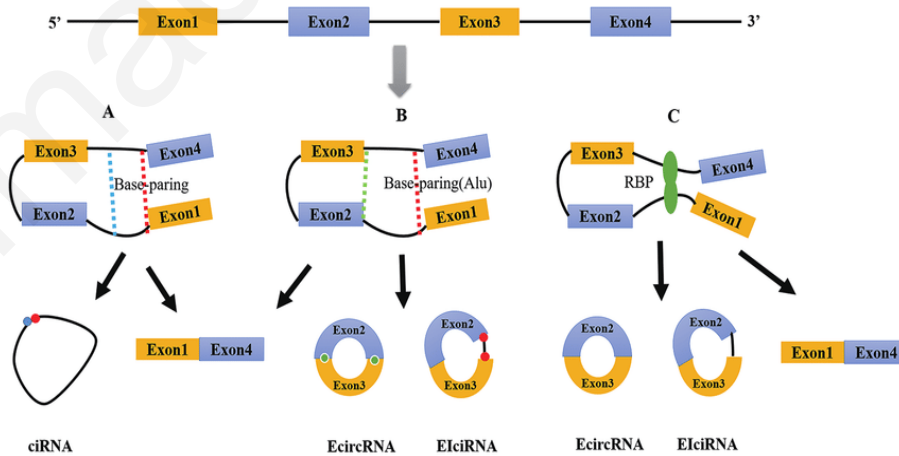 5’ Exon1 Exon2 Exon3 Exon4 3’
A B C
Exon3 Exon4
Base-paring
Exon2 Exon1
Exon3 Exon4
Base-paring(Alu)
Exon2 Exon1
Exon3 Exon4
RBP
Exon2 Exon1
Exon1 Exon4
Exon2
Exon3
Exon2
Exon3
Exon2
Exon3
Exon2
Exon3
Exon1 Exon4
ciRNA EcircRNA EIciRNA EcircRNA EIciRNA